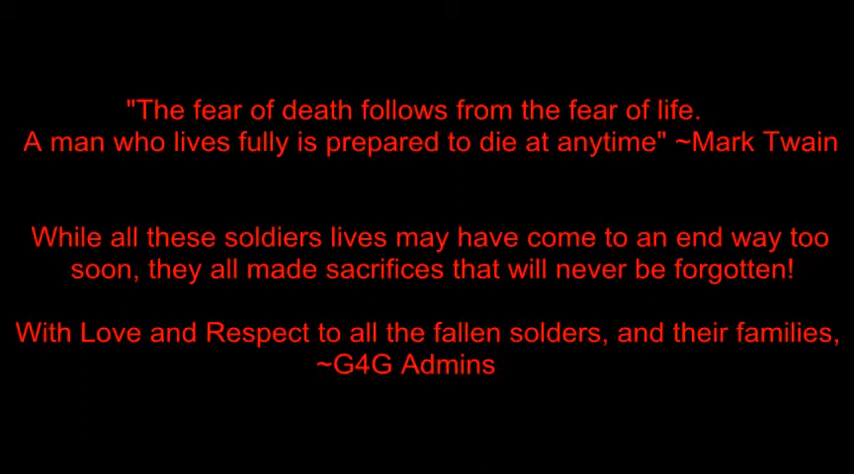 "The fear of death follows from the fear of life.
A man who lives fully is prepared to die at anytime" ~Mark Twain
While all these soldiers lives may have come to an end way too
soon, they all made sacrifices that will never be forgotten!
With Love and Respect to all the fallen solders, and their families,
~G4G Admins